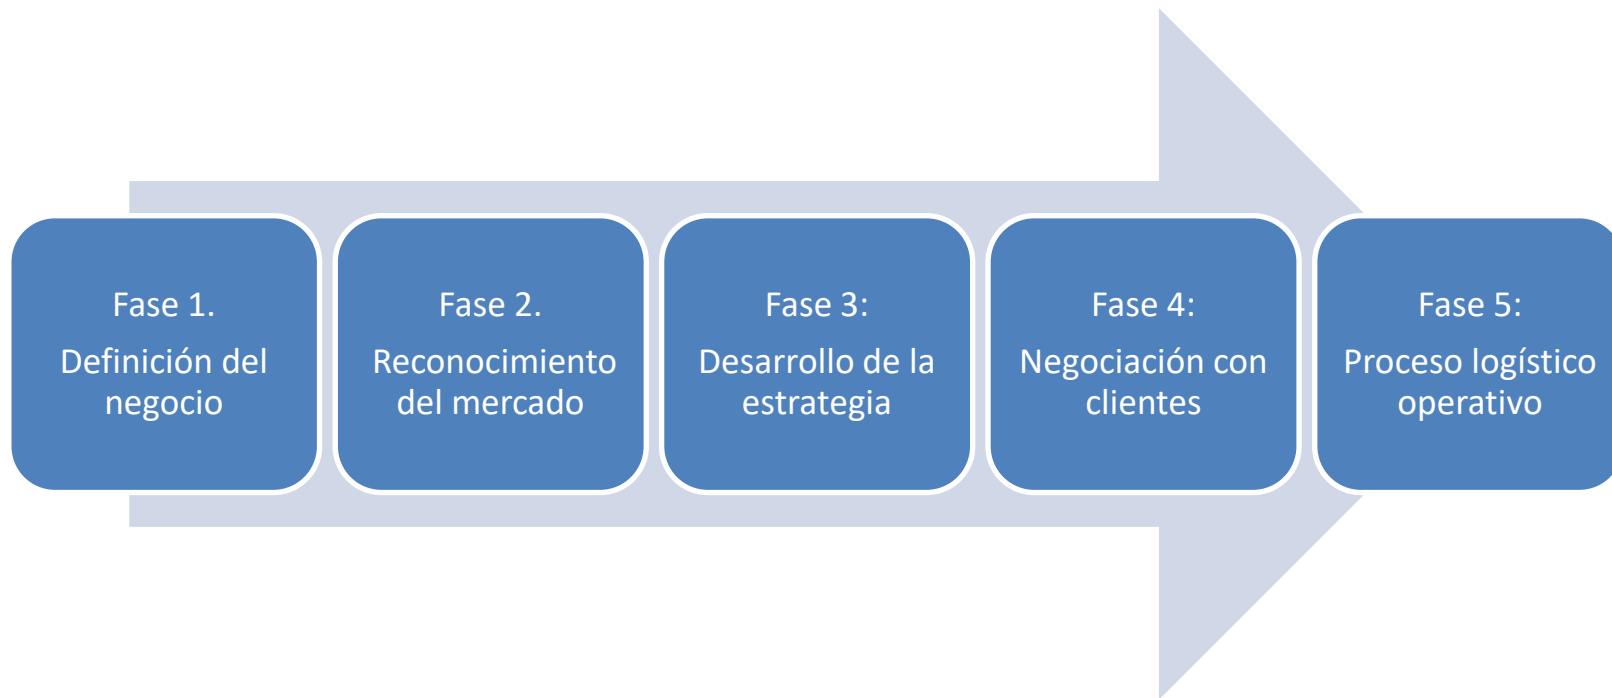 Fase 1.
Definición del
negocio
Fase 2.
Reconocimiento
del mercado
Fase 3:
Desarrollo de la
estrategia
Fase 4:
Negociación con
clientes
Fase 5:
Proceso logístico
operativo